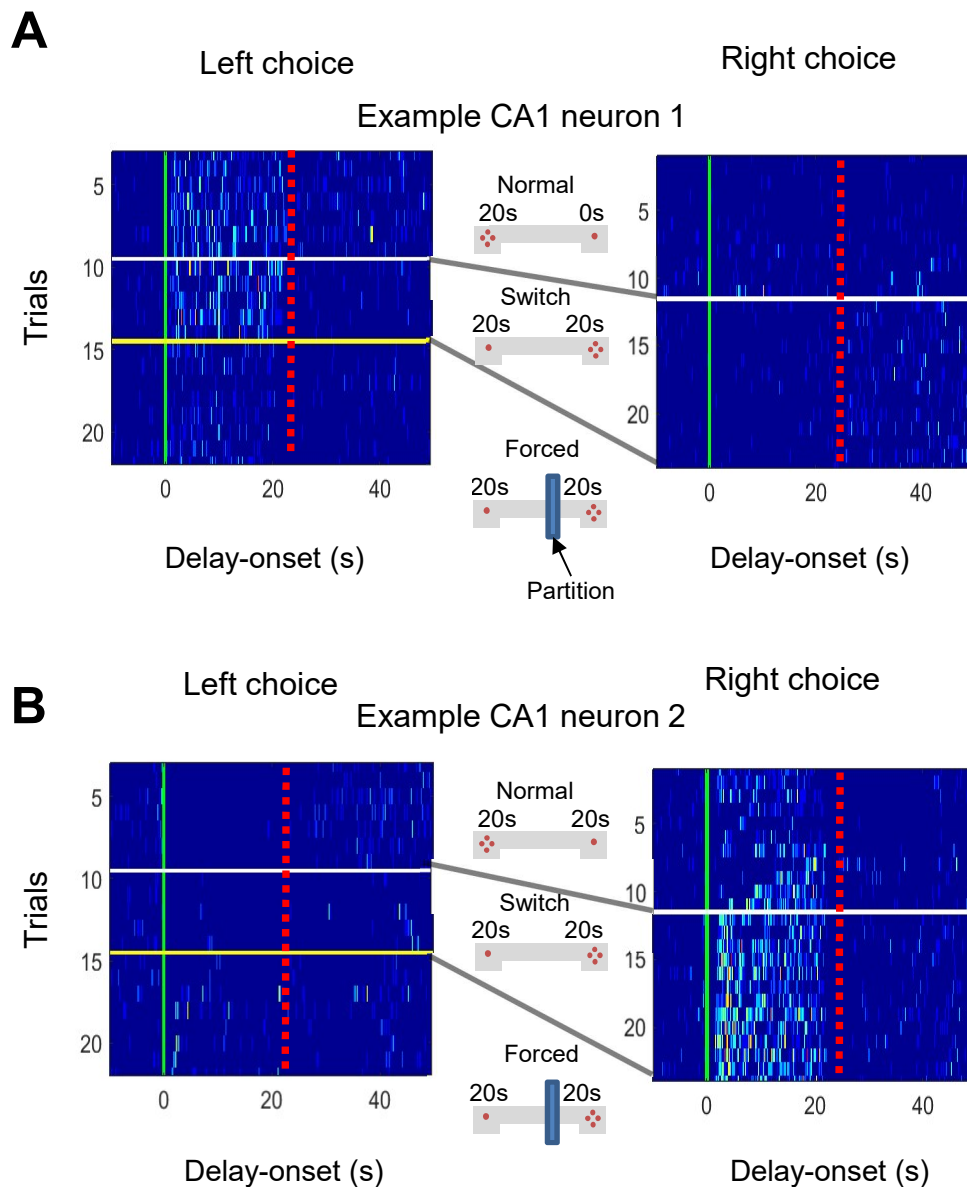 A
Left choice
Right choice
Example CA1 neuron 1
Normal
20s 0s
Switch
20s 20s
Forced
20s 20s
Partition
Trials
5
10
15
20
0 20 40
Delay-onset (s)
5
10
15
20
0 20 40
Delay-onset (s)
B
Left choice
Right choice
Example CA1 neuron 2
Normal
20s 20s
Switch
20s 20s
Forced
20s 20s
Trials
5
10
15
20
0 20 40
Delay-onset (s)
5
10
15
20
0 20 40
Delay-onset (s)